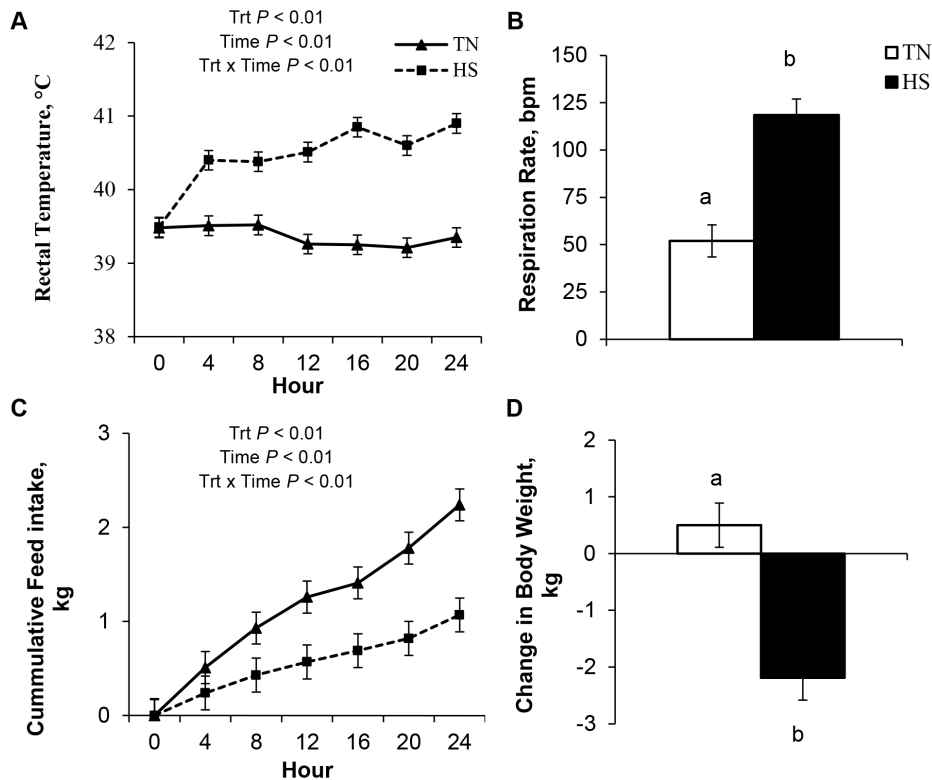 A
Trt P < 0.01
Time P < 0.01
Trt x Time P < 0.01
TN
HS
Rectal Temperature, °C
42
41
40
39
38
0 4 8 12 16 20 24
Hour
B
TN
HS
Respiration Rate, bpm
150
125
100
75
50
25
0
a
b
C
Trt P < 0.01
Time P < 0.01
Trt x Time P < 0.01
Cummulative Feed intake,
kg
3
2
1
0
0 4 8 12 16 20 24
Hour
D
Change in Body Weight,
kg
2
1
0
-1
-2
-3
a
b